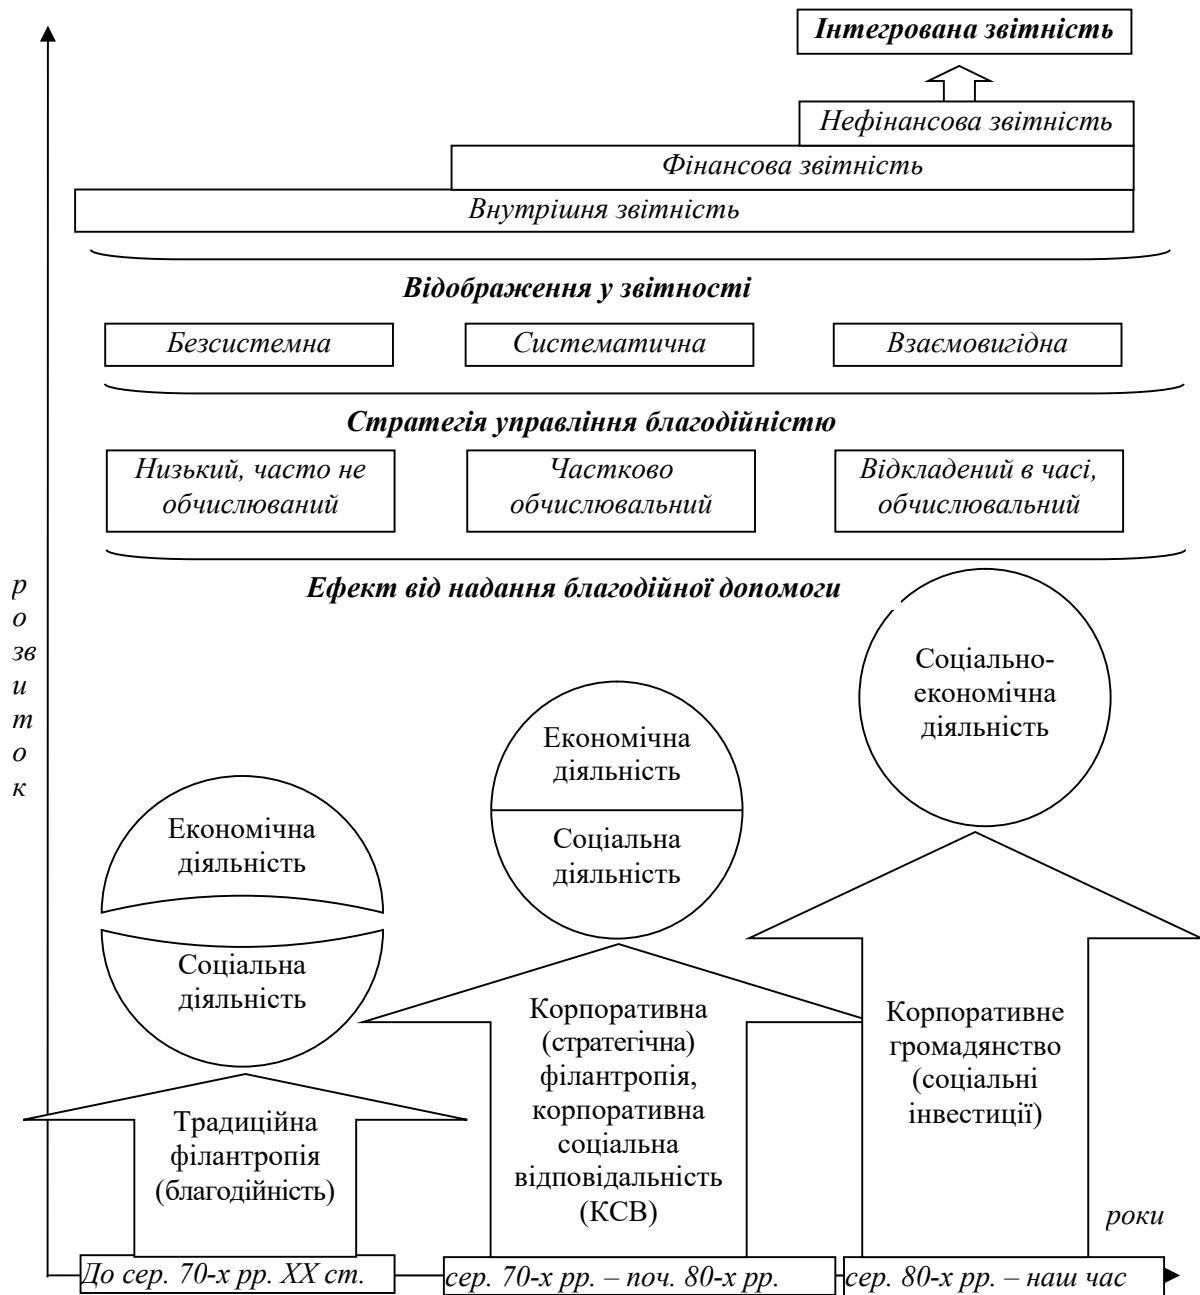 Інтегрована звітність
Нефінансова звітність
Фінансова звітність
Внутрішня звітність
Відображення у звітності
Безсистемна
Систематична
Взаємовигідна
Стратегія управління благодійністю
Низький, часто не
обчислюваний
Частково
обчислювальний
Відкладений в часі,
обчислювальний
Ефект від надання благодійної допомоги
р
о
зв
и
т
о
к
Економічна
діяльність
Соціальна
діяльність
Економічна
діяльність
Соціальна
діяльність
Соціально-
економічна
діяльність
Традиційна
філантропія
(благодійність)
Корпоративна
(стратегічна)
філантропія,
корпоративна
соціальна
відповідальність
(КСВ)
Корпоративне
громадянство
(соціальні
інвестиції)
роки
До сер. 70-х рр. ХХ ст.
сер. 70-х рр. – поч. 80-х рр.
сер. 80-х рр. – наш час